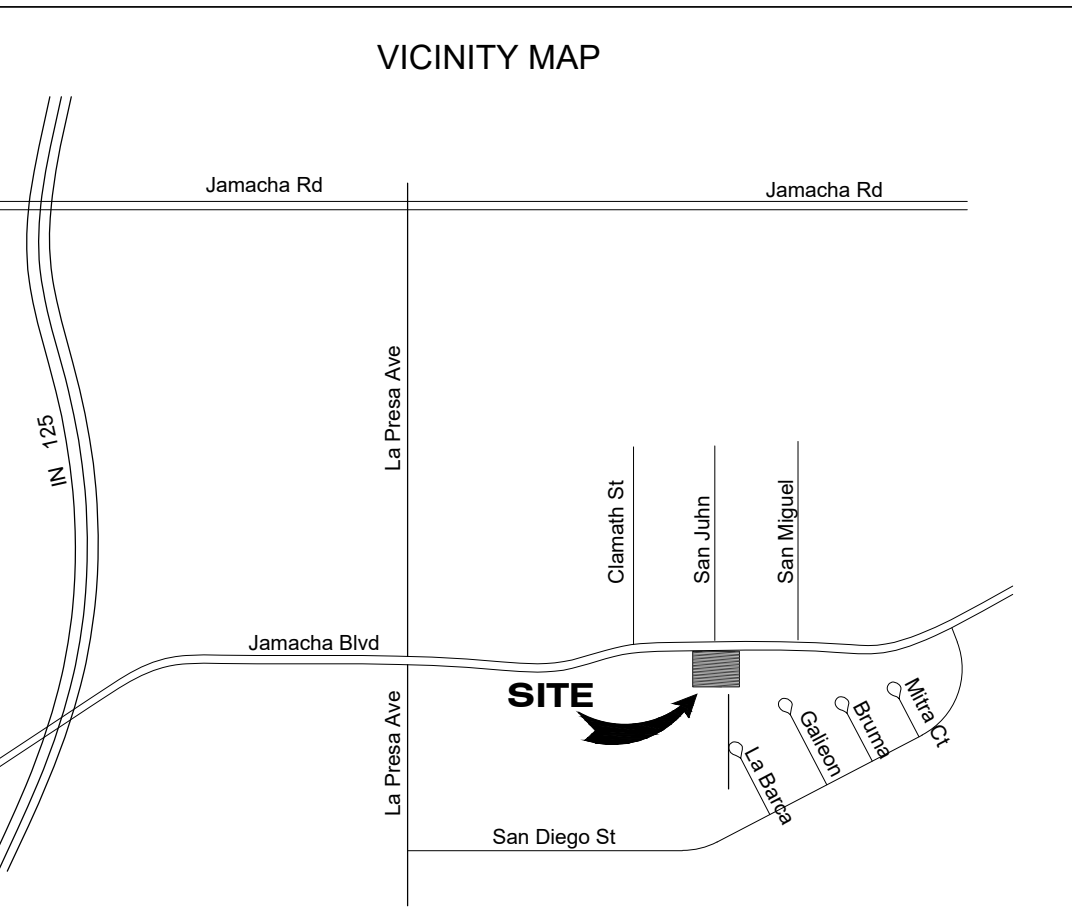 VICINITY MAP
Jamacha Rd
Jamacha Rd
La Presa Ave
IN 125
Clamath St
San Juhn
San Miguel
Jamacha Blvd
SITE
La Presa Ave
Mitra Ct
Bruma
Galieon
La Barca
San Diego St